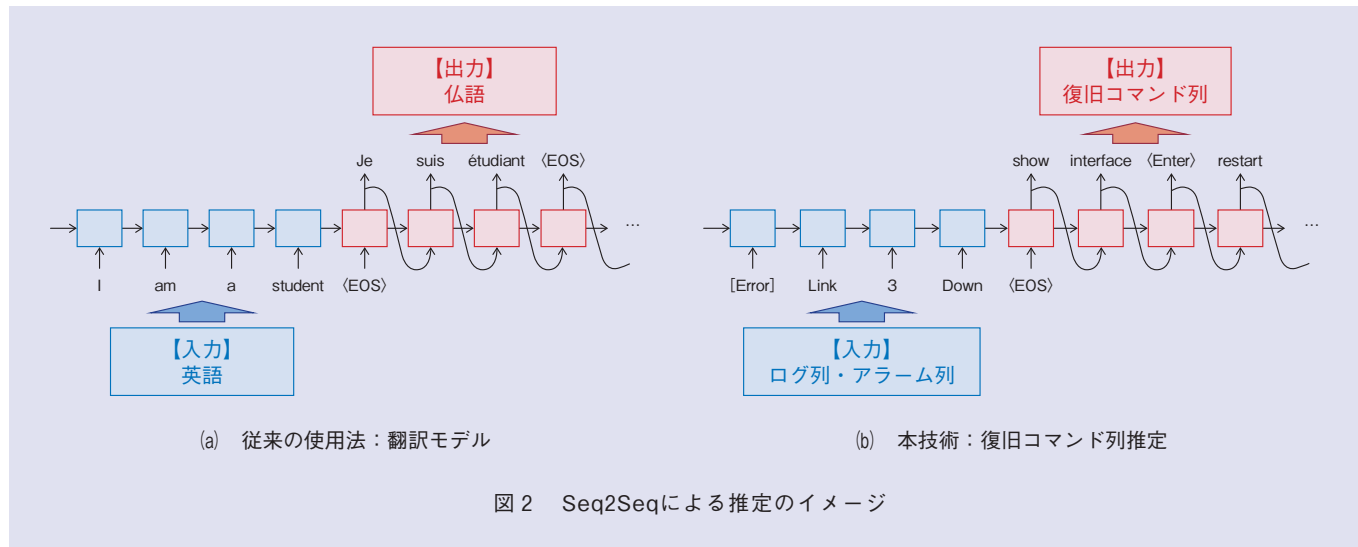 【出力】
仏語
Je suis étudiant 〈EOS〉
…
I am a student 〈EOS〉
【入力】
英語
(a) 従来の使用法：翻訳モデル
【出力】
復旧コマンド列
show interface 〈Enter〉 restart
…
[Error] Link 3 Down 〈EOS〉
【入力】
ログ列・アラーム列
(b) 本技術：復旧コマンド列推定
図２ Seq2Seqによる推定のイメージ